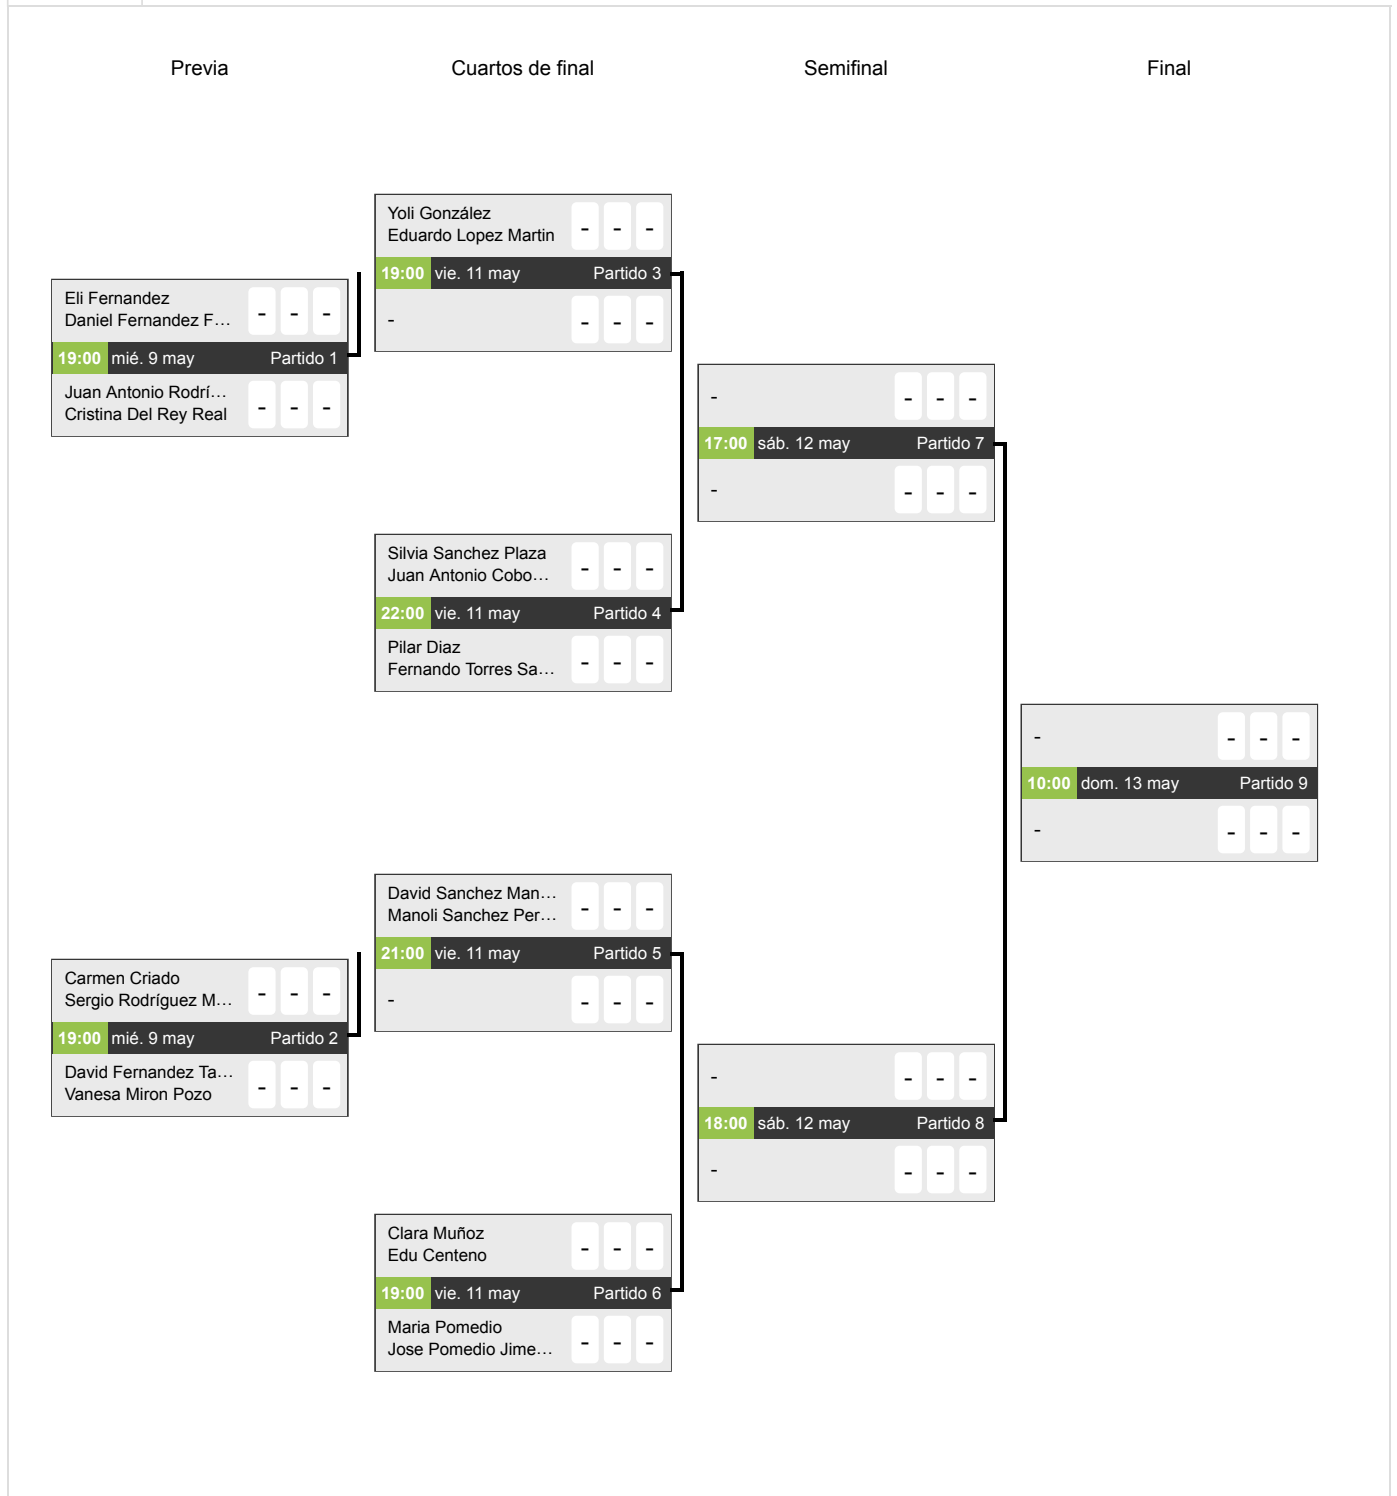 Previa
Cuartos de final
Semifinal
Final
Yoli González
Eduardo Lopez Martin
- - -
19:00 vie. 11 may Partido 3
-
- - -
Eli Fernandez
Daniel Fernandez F…
- - -
19:00 mié. 9 may Partido 1
Juan Antonio Rodrí…
Cristina Del Rey Real
- - -
-
- - -
17:00 sáb. 12 may Partido 7
-
- - -
Silvia Sanchez Plaza
Juan Antonio Cobo…
- - -
22:00 vie. 11 may Partido 4
Pilar Diaz
Fernando Torres Sa…
- - -
-
- - -
10:00 dom. 13 may Partido 9
-
- - -
David Sanchez Man…
Manoli Sanchez Per…
- - -
21:00 vie. 11 may Partido 5
-
- - -
Carmen Criado
Sergio Rodríguez M…
- - -
19:00 mié. 9 may Partido 2
David Fernandez Ta…
Vanesa Miron Pozo
- - -
-
- - -
18:00 sáb. 12 may Partido 8
-
- - -
Clara Muñoz
Edu Centeno
- - -
19:00 vie. 11 may Partido 6
Maria Pomedio
Jose Pomedio Jime…
- - -